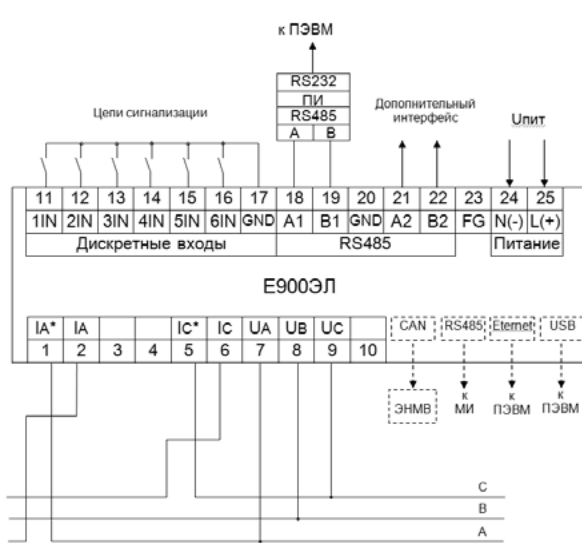 к ПЭВМ
RS232
ПИ
RS485
A B
Цепи сигнализации
Дополнительный
интерфейс
Uпит
11 12 13 14 15 16 17 18 19 20 21 22 23 24 25
1IN 2IN 3IN 4IN 5IN 6IN GND A1 B1 GND A2 B2 FG N(-) L(+)
Дискретные входы RS485 Питание
E900ЭЛ
IA* IA IC* IC UA UB UC
1 2 3 4 5 6 7 8 9 10
CAN RS485 Eternet USB
ЭНМВ
к МИ
к ПЭВМ
к ПЭВМ
C
B
A